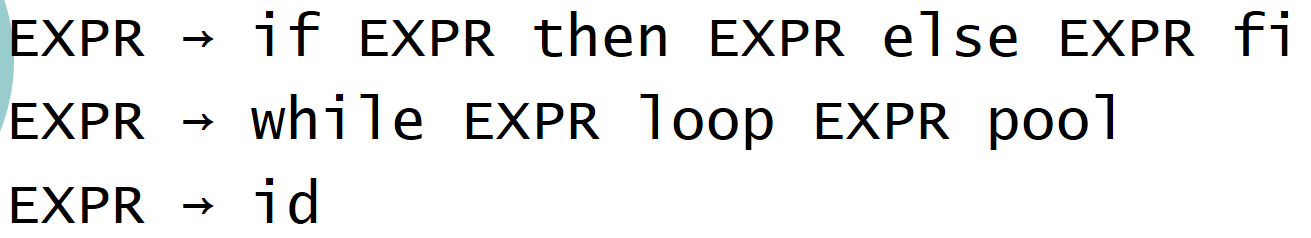 EXPR → if EXPR then EXPR else EXPR fi
EXPR → while EXPR loop EXPR pool
EXPR → id